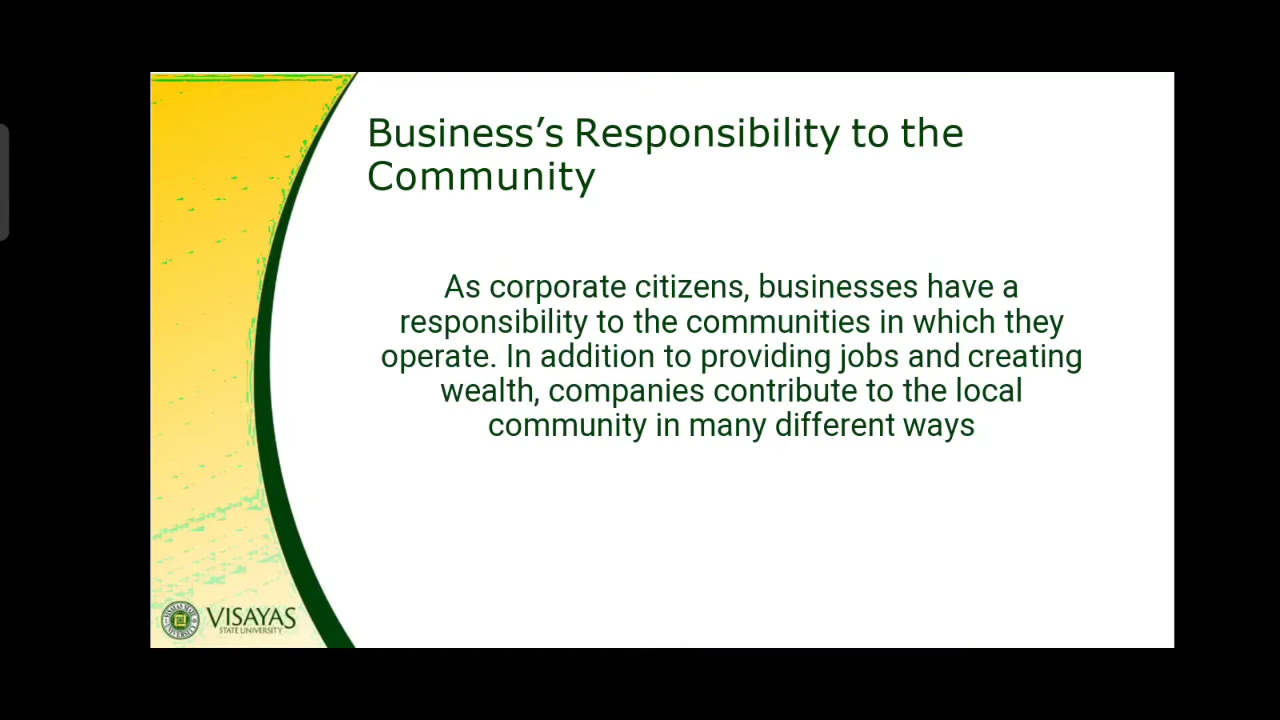 Business’s Responsibility to the
Community
As corporate citizens, businesses have a
responsibility to the communities in which they
operate. In addition to providing jobs and creating
wealth, companies contribute to the local
community in many different ways
VISAYAS
STATE UNIVERSITY